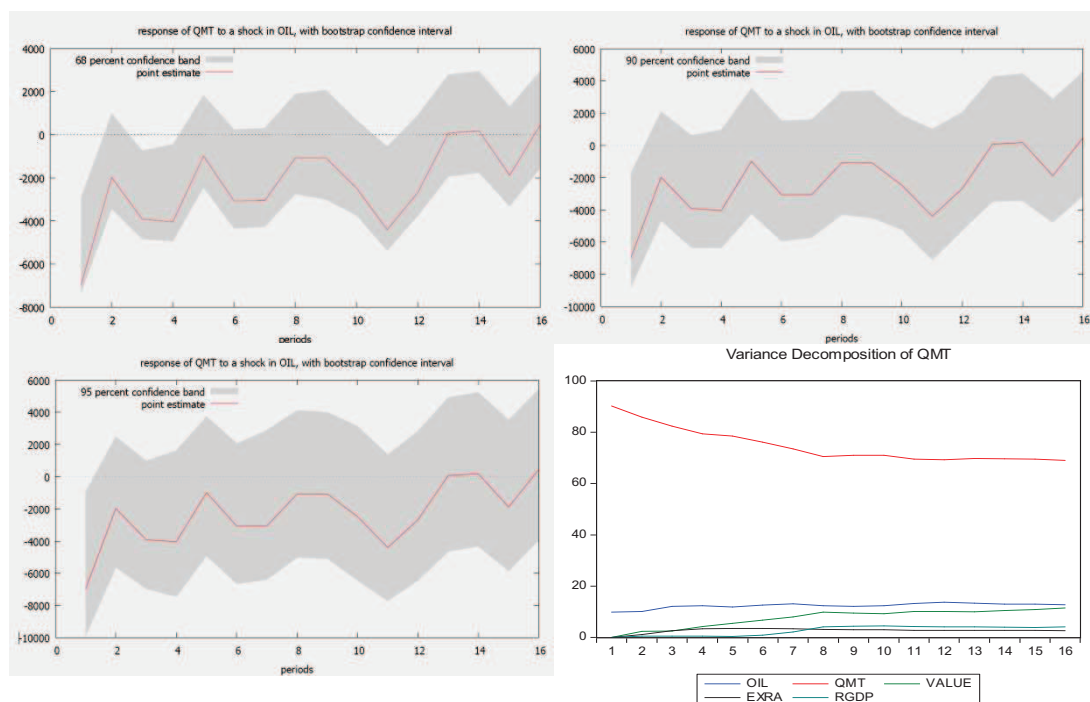 response of QMT to a shock in OIL, with bootstrap confidence interval
4000
2000
0
-2000
-4000
-6000
-8000
68 percent confidence band
point estimate
0 2 4 6 8 10 12 14 16
periods
response of QMT to a shock in OIL, with bootstrap confidence interval
6000
4000
2000
0
-2000
-4000
-6000
-8000
-10000
90 percent confidence band
point estimate
0 2 4 6 8 10 12 14 16
periods
response of QMT to a shock in OIL, with bootstrap confidence interval
6000
4000
2000
0
-2000
-4000
-6000
-8000
-10000
95 percent confidence band
point estimate
0 2 4 6 8 10 12 14 16
periods
Variance Decomposition of QMT
100
80
60
40
20
0
1 2 3 4 5 6 7 8 9 10 11 12 13 14 15 16
OIL QMT VALUE
EXRA RGDP